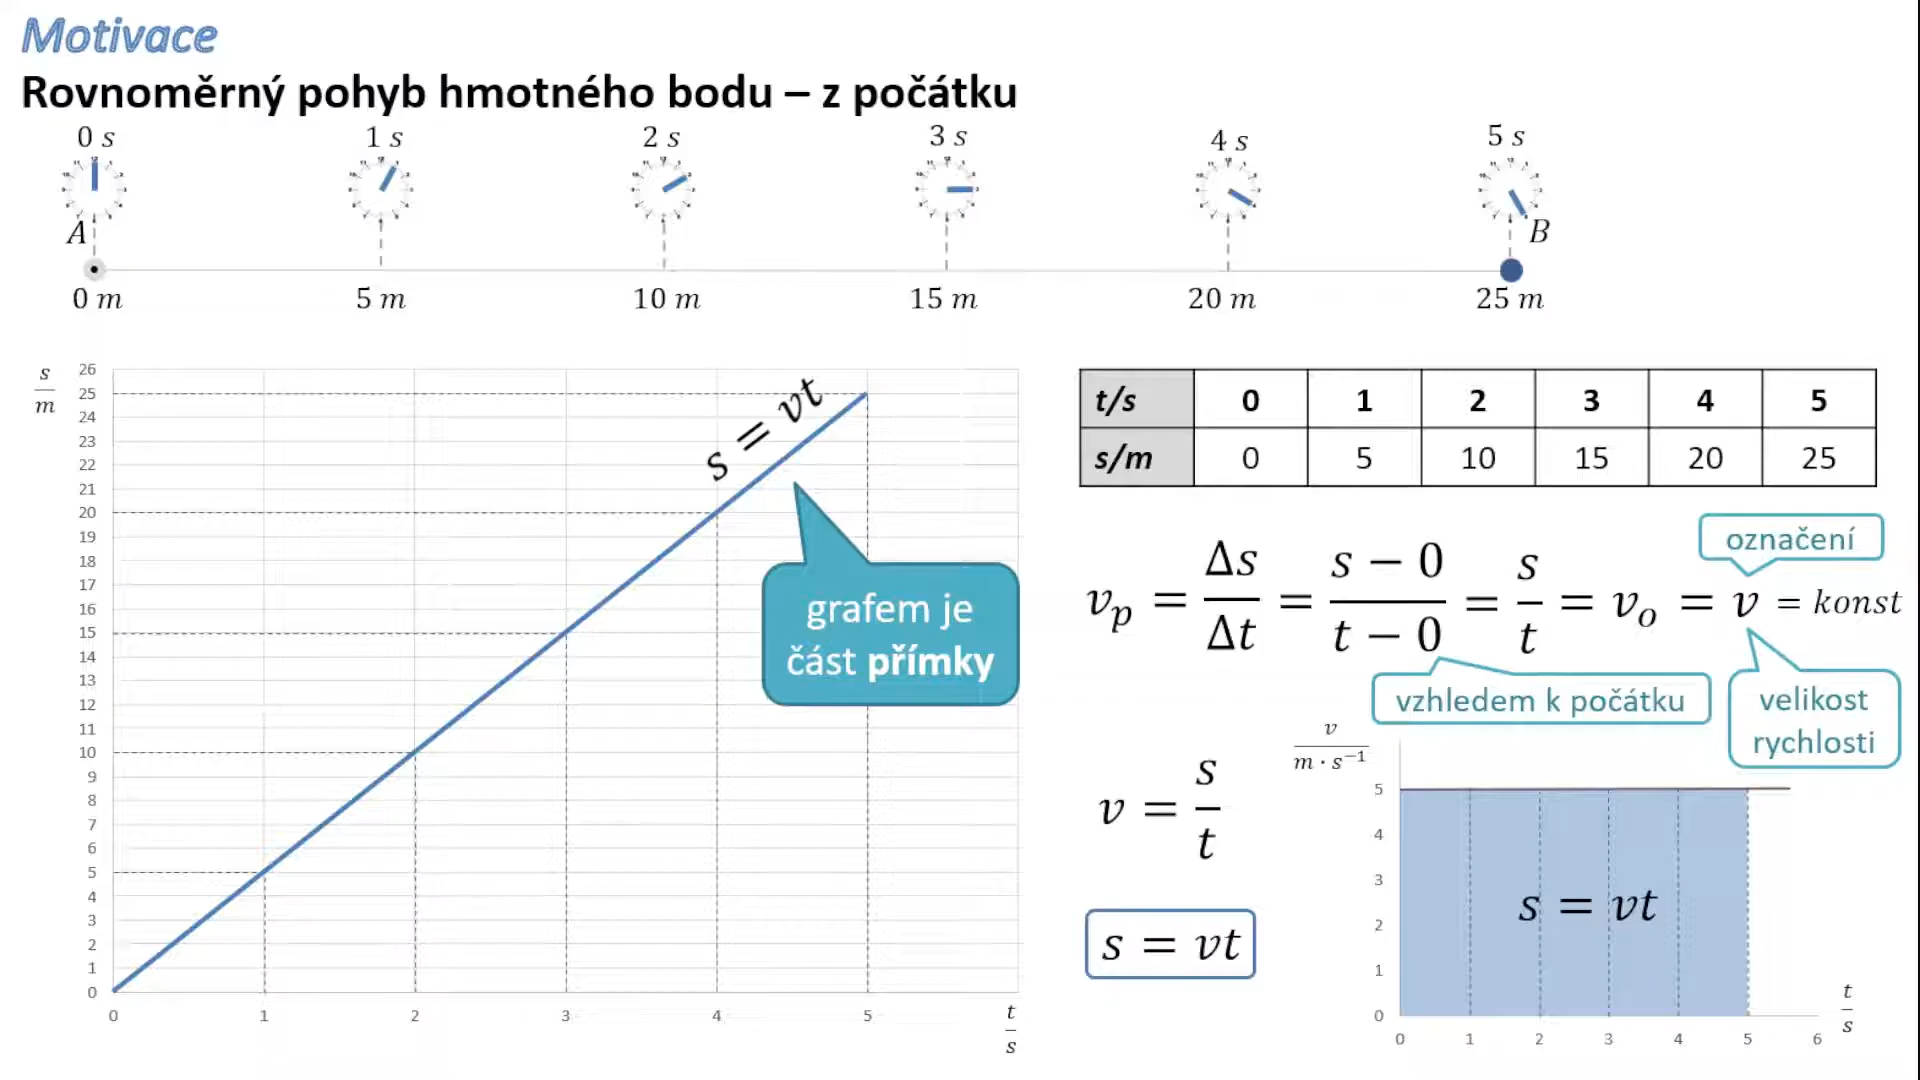 Motivace
Rovnoměrný pohyb hmotného bodu – z počátku
0 s 1 s 2 s 3 s 4 s 5 s
A B
0 m 5 m 10 m 15 m 20 m 25 m
s/m
26
25
24
23
22
21
20
19
18
17
16
15
14
13
12
11
10
9
8
7
6
5
4
3
2
1
0
0 1 2 3 4 5
t/s
s = vt
grafem je
část přímky
t/s 0 1 2 3 4 5
s/m 0 5 10 15 20 25
označení
v_p = Δs/Δt = (s − 0)/(t − 0) = s/t = v_o = v = konst
vzhledem k počátku
velikost
rychlosti
v = s/t
s = vt
v/(m · s⁻¹)
5
4
3
2
1
0
s = vt
0 1 2 3 4 5 6
t/s